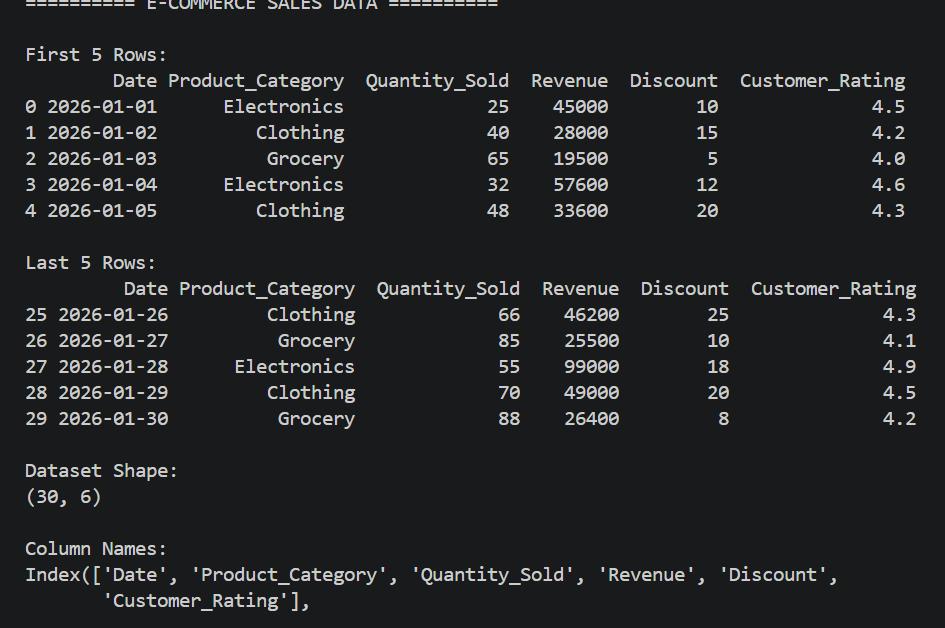 ========== E-COMMERCE SALES DATA ==========
First 5 Rows:
Date Product_Category Quantity_Sold Revenue Discount Customer_Rating
0 2026-01-01 Electronics 25 45000 10 4.5
1 2026-01-02 Clothing 40 28000 15 4.2
2 2026-01-03 Grocery 65 19500 5 4.0
3 2026-01-04 Electronics 32 57600 12 4.6
4 2026-01-05 Clothing 48 33600 20 4.3
Last 5 Rows:
Date Product_Category Quantity_Sold Revenue Discount Customer_Rating
25 2026-01-26 Clothing 66 46200 25 4.3
26 2026-01-27 Grocery 85 25500 10 4.1
27 2026-01-28 Electronics 55 99000 18 4.9
28 2026-01-29 Clothing 70 49000 20 4.5
29 2026-01-30 Grocery 88 26400 8 4.2
Dataset Shape:
(30, 6)
Column Names:
Index(['Date', 'Product_Category', 'Quantity_Sold', 'Revenue', 'Discount',
'Customer_Rating'],